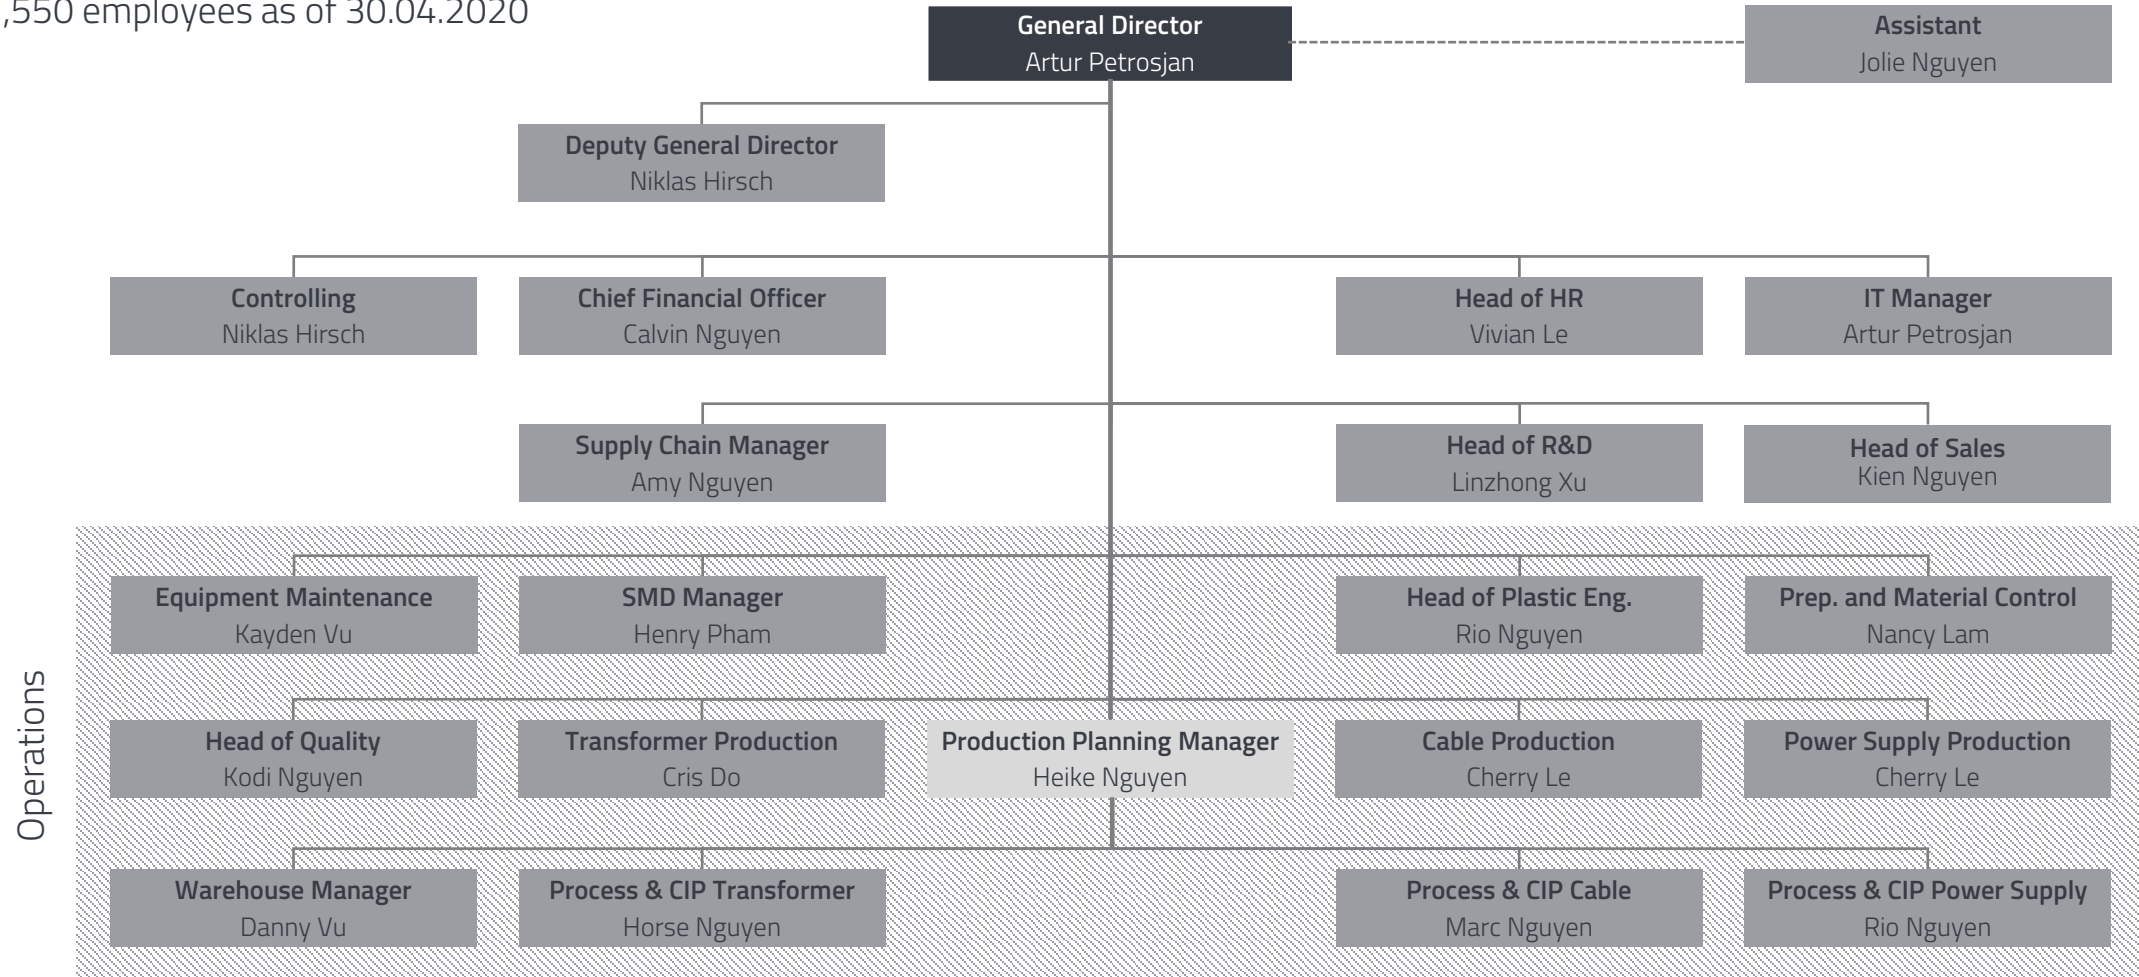 ,550 employees as of 30.04.2020
General Director
Artur Petrosjan
Assistant
Jolie Nguyen
Deputy General Director
Niklas Hirsch
Controlling
Niklas Hirsch
Chief Financial Officer
Calvin Nguyen
Head of HR
Vivian Le
IT Manager
Artur Petrosjan
Supply Chain Manager
Amy Nguyen
Head of R&D
Linzhong Xu
Head of Sales
Kien Nguyen
Operations
Equipment Maintenance
Kayden Vu
SMD Manager
Henry Pham
Head of Plastic Eng.
Rio Nguyen
Prep. and Material Control
Nancy Lam
Head of Quality
Kodi Nguyen
Transformer Production
Cris Do
Production Planning Manager
Heike Nguyen
Cable Production
Cherry Le
Power Supply Production
Cherry Le
Warehouse Manager
Danny Vu
Process & CIP Transformer
Horse Nguyen
Process & CIP Cable
Marc Nguyen
Process & CIP Power Supply
Rio Nguyen